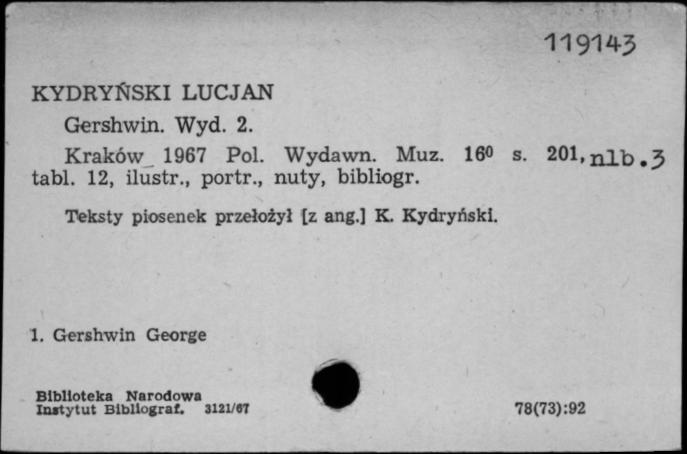 119143
KYDRYŃSKI LUCJAN
Gershwin. Wyd. 2.
Kraków 1967 Pol. Wydawn. Muz. 16⁰ s. 201, nlb. 3
tabl. 12, ilustr., portr., nuty, bibliogr.
Teksty piosenek przełożył [z ang.] K. Kydryński.
1. Gershwin George
Biblioteka Narodowa
Instytut Bibliograf. 3121/67
78(73):92